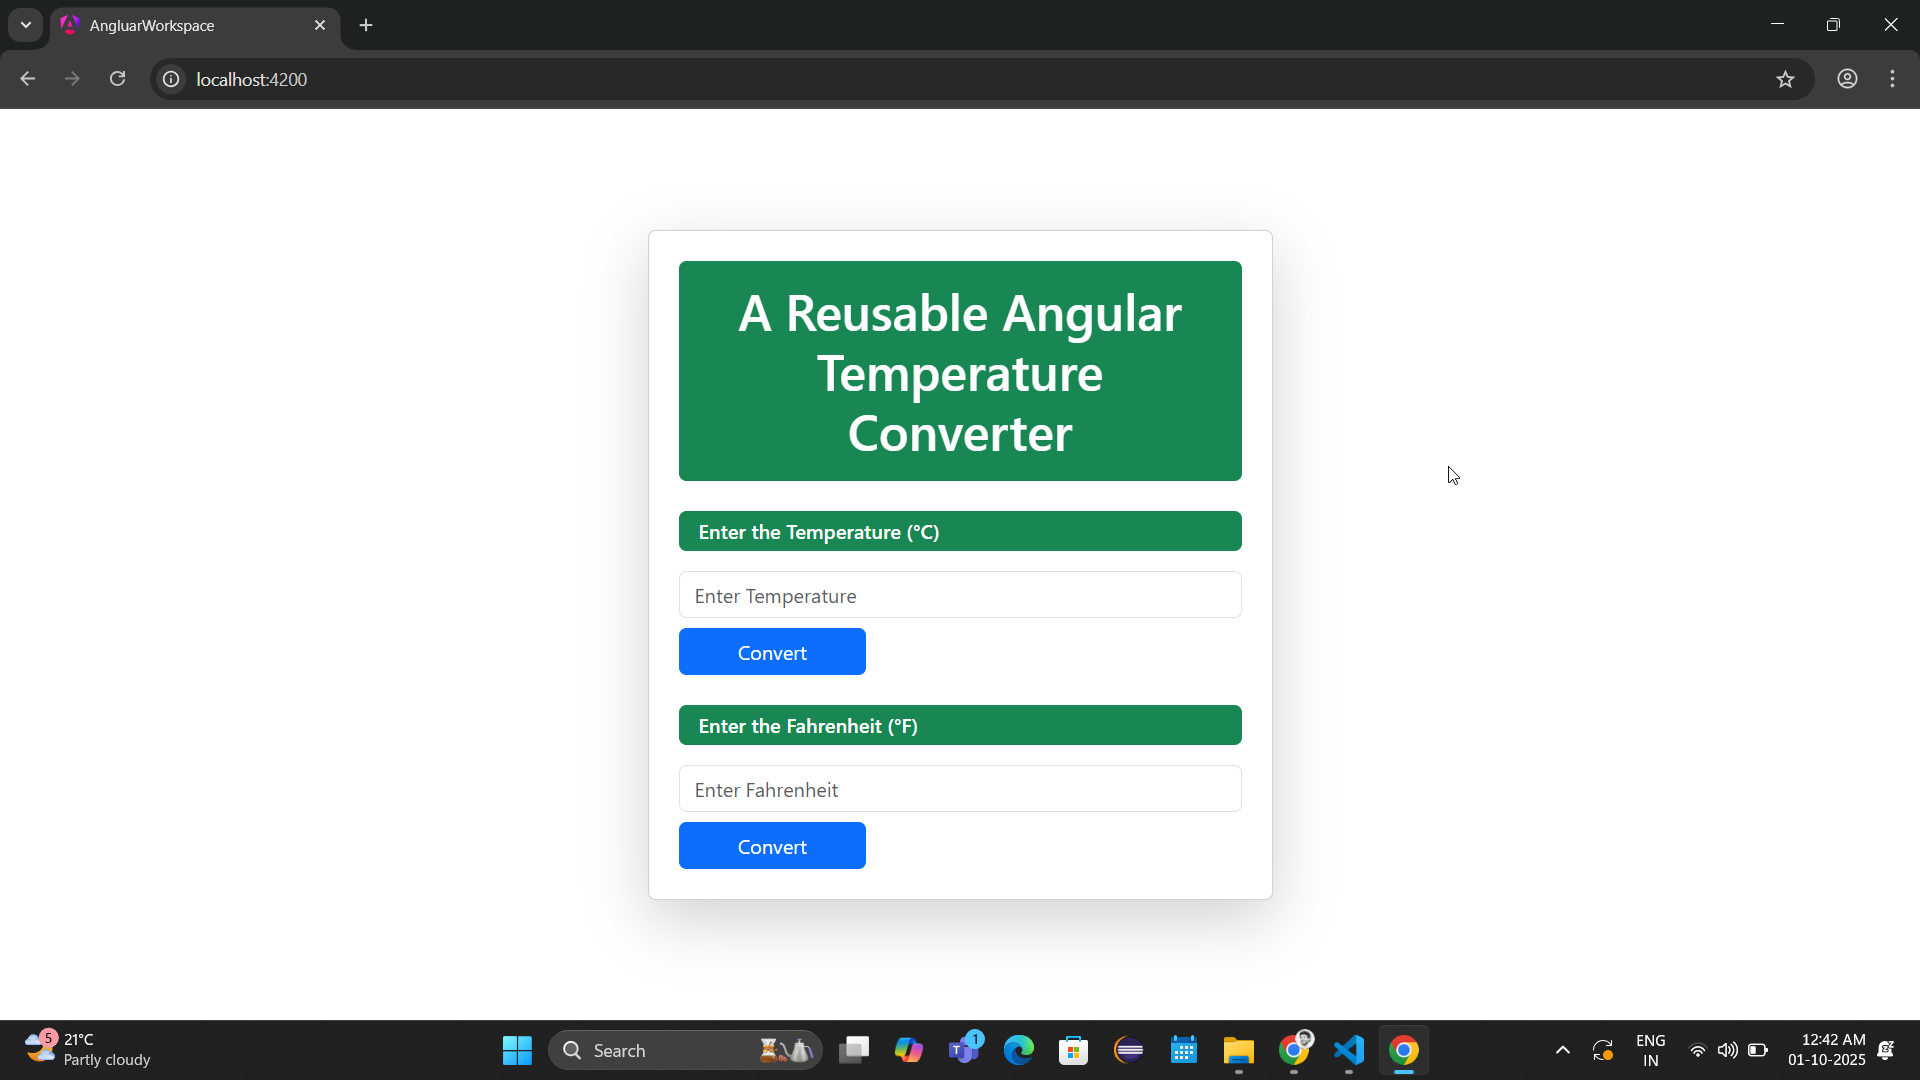 AngluarWorkspace
localhost:4200
A Reusable Angular
Temperature
Converter
Enter the Temperature (°C)
Enter Temperature
Convert
Enter the Fahrenheit (°F)
Enter Fahrenheit
Convert
5
21°C
Partly cloudy
Search
T
1
ENG
IN
12:42 AM
01-10-2025